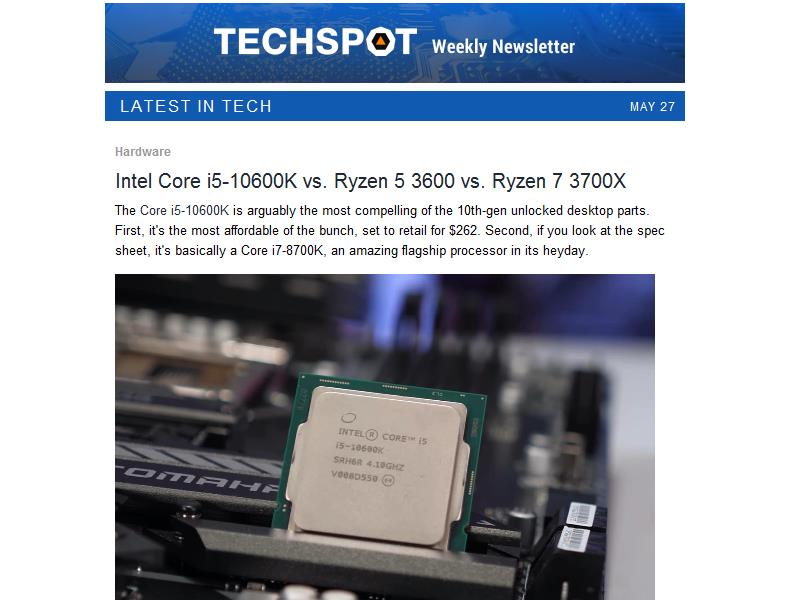 TECHSPOT Weekly Newsletter
LATEST IN TECH MAY 27
Hardware
Intel Core i5-10600K vs. Ryzen 5 3600 vs. Ryzen 7 3700X
The Core i5-10600K is arguably the most compelling of the 10th-gen unlocked desktop parts.
First, it's the most affordable of the bunch, set to retail for $262. Second, if you look at the spec
sheet, it's basically a Core i7-8700K, an amazing flagship processor in its heyday.
INTEL® CORE™ i5
i5-10600K
SRH6R 4.10GHZ
V008D550
TOMAHA